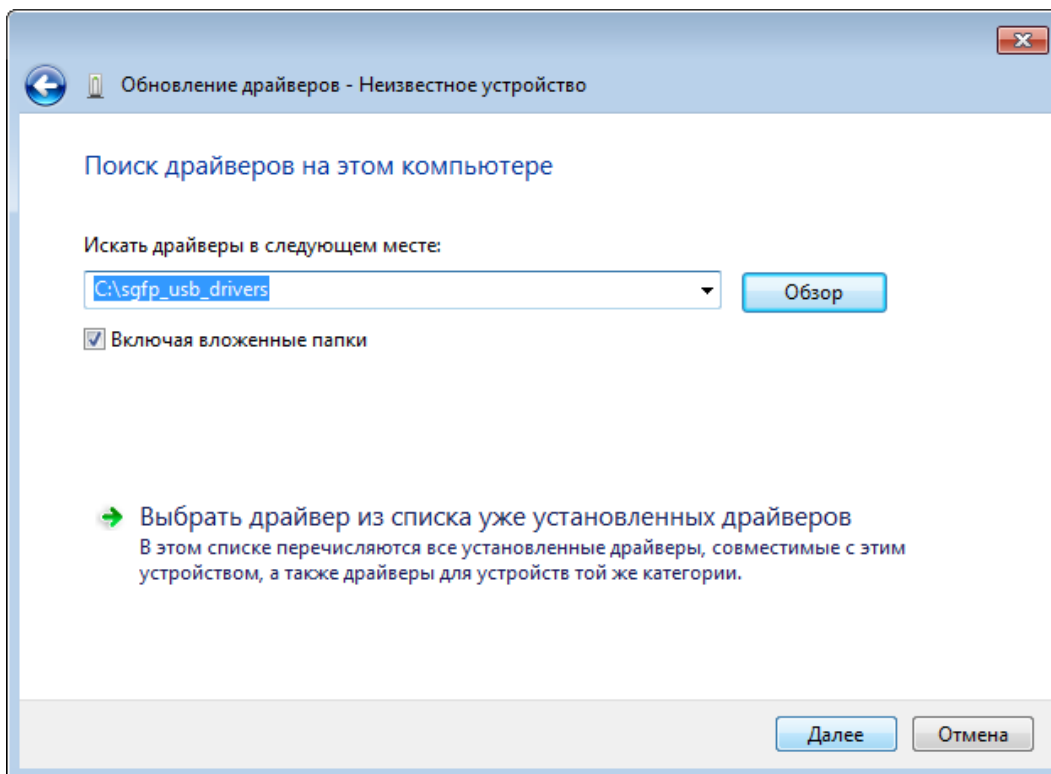 Обновление драйверов - Неизвестное устройство
Поиск драйверов на этом компьютере
Искать драйверы в следующем месте:
C:\sgfp_usb_drivers
Обзор
Включая вложенные папки
Выбрать драйвер из списка уже установленных драйверов
В этом списке перечисляются все установленные драйверы, совместимые с этим
устройством, а также драйверы для устройств той же категории.
Далее
Отмена